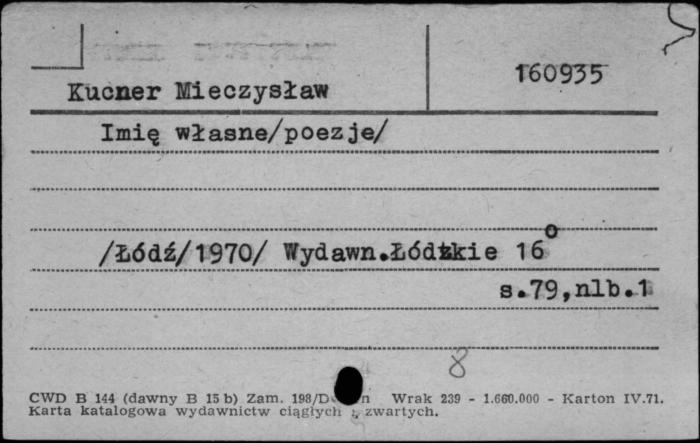 160935
Kucner Mieczysław
Imię własne/poezje/
/Łódź/1970/ Wydawn.Łódzkie 16°
s.79,nlb.1
8
CWD B 144 (dawny B 15 b) Zam. 198/D Wrak 239 - 1.660.000 - Karton IV.71.
Karta katalogowa wydawnictw ciągłych i zwartych.